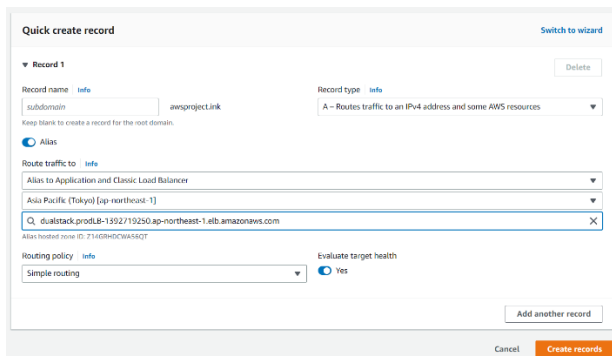 Quick create record
Switch to wizard
▼ Record 1
Delete
Record name Info
Record type Info
subdomain
awsproject.ink
A – Routes traffic to an IPv4 address and some AWS resources
Keep blank to create a record for the root domain.
Alias
Route traffic to Info
Alias to Application and Classic Load Balancer
Asia Pacific (Tokyo) [ap-northeast-1]
dualstack.prodLB-1392719250.ap-northeast-1.elb.amazonaws.com
Alias hosted zone ID: Z14GRHDCWA56QT
Routing policy Info
Evaluate target health
Simple routing
Yes
Add another record
Cancel
Create records